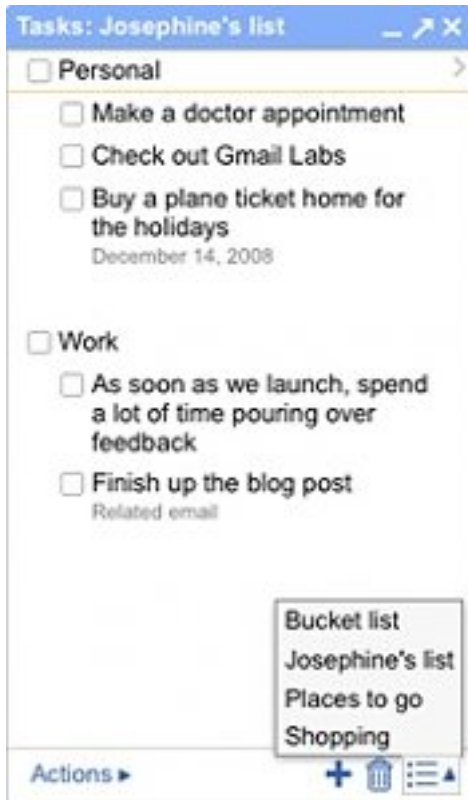 Tasks: Josephine's list
Personal
Make a doctor appointment
Check out Gmail Labs
Buy a plane ticket home for
the holidays
December 14, 2008
Work
As soon as we launch, spend
a lot of time pouring over
feedback
Finish up the blog post
Related email
Bucket list
Josephine's list
Places to go
Shopping
Actions